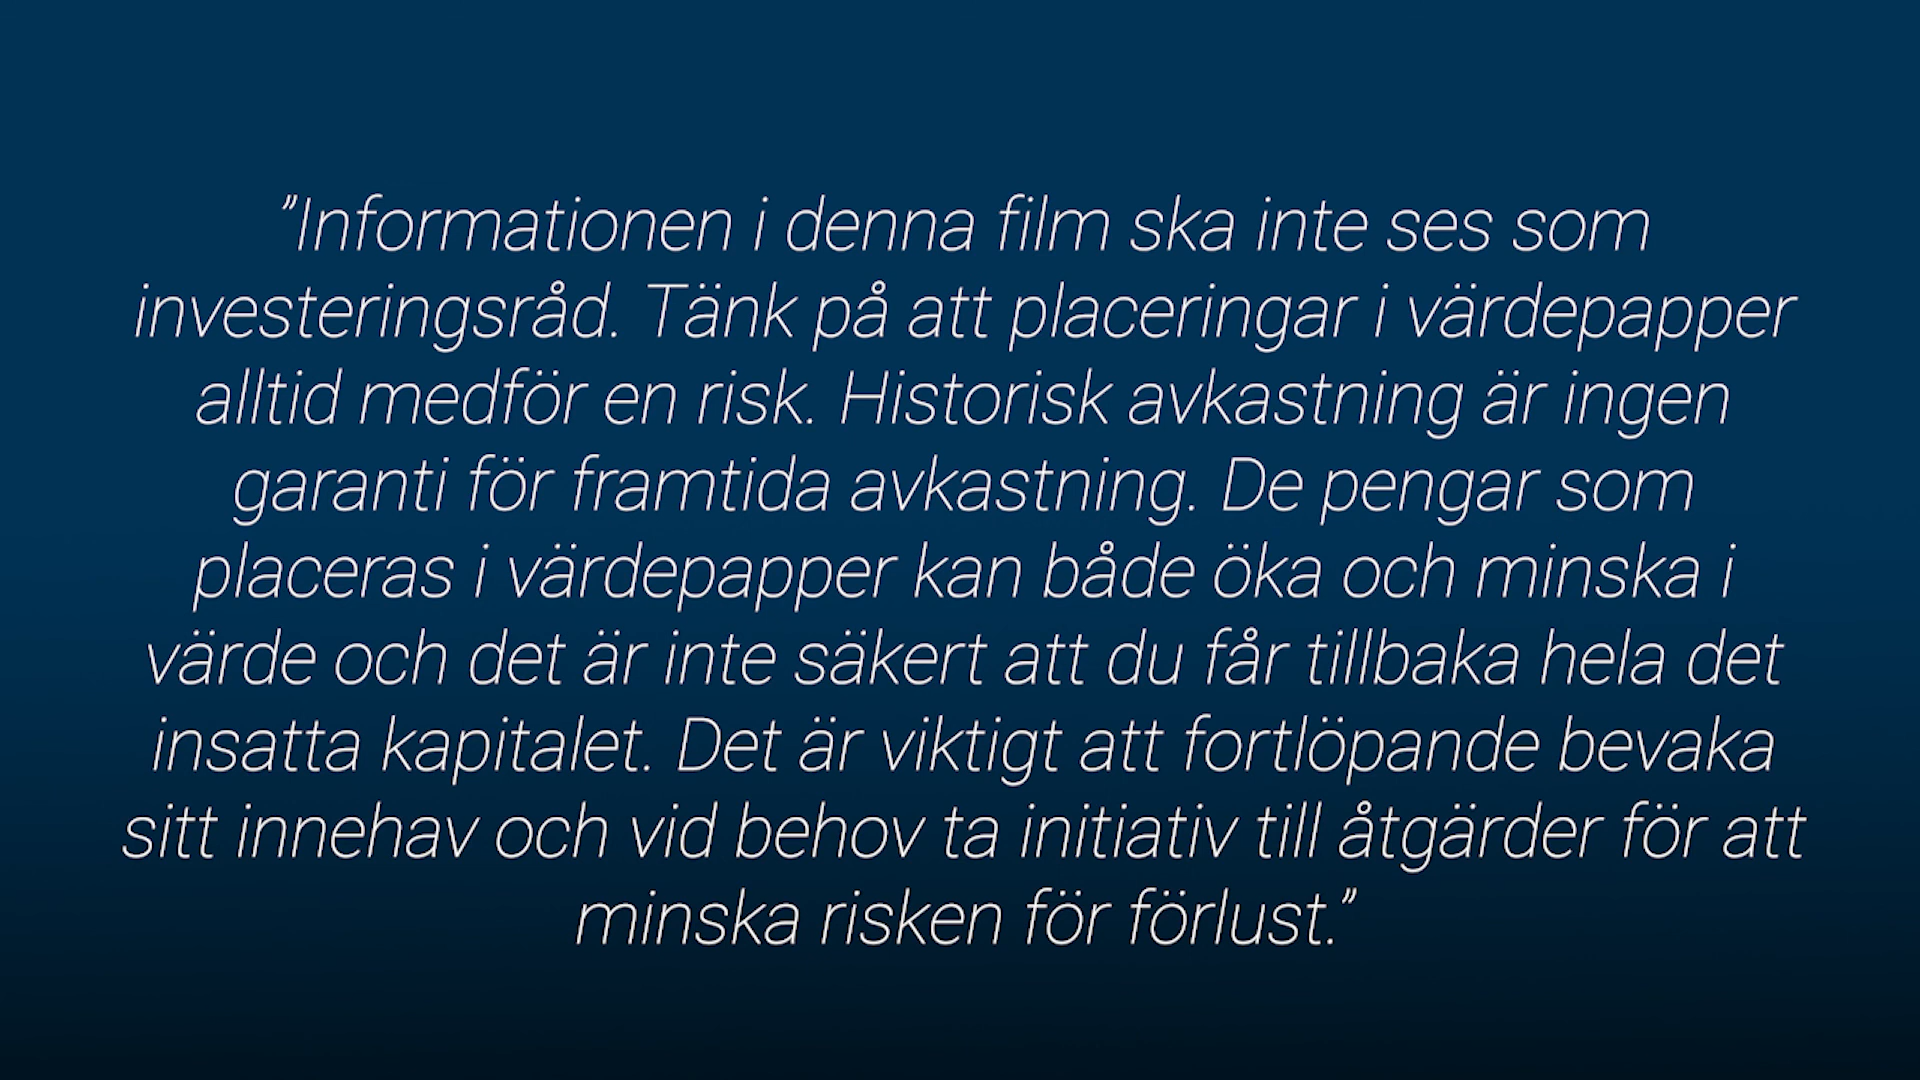 ”Informationen i denna film ska inte ses som
investeringsråd. Tänk på att placeringar i värdepapper
alltid medför en risk. Historisk avkastning är ingen
garanti för framtida avkastning. De pengar som
placeras i värdepapper kan både öka och minska i
värde och det är inte säkert att du får tillbaka hela det
insatta kapitalet. Det är viktigt att fortlöpande bevaka
sitt innehav och vid behov ta initiativ till åtgärder för att
minska risken för förlust.”